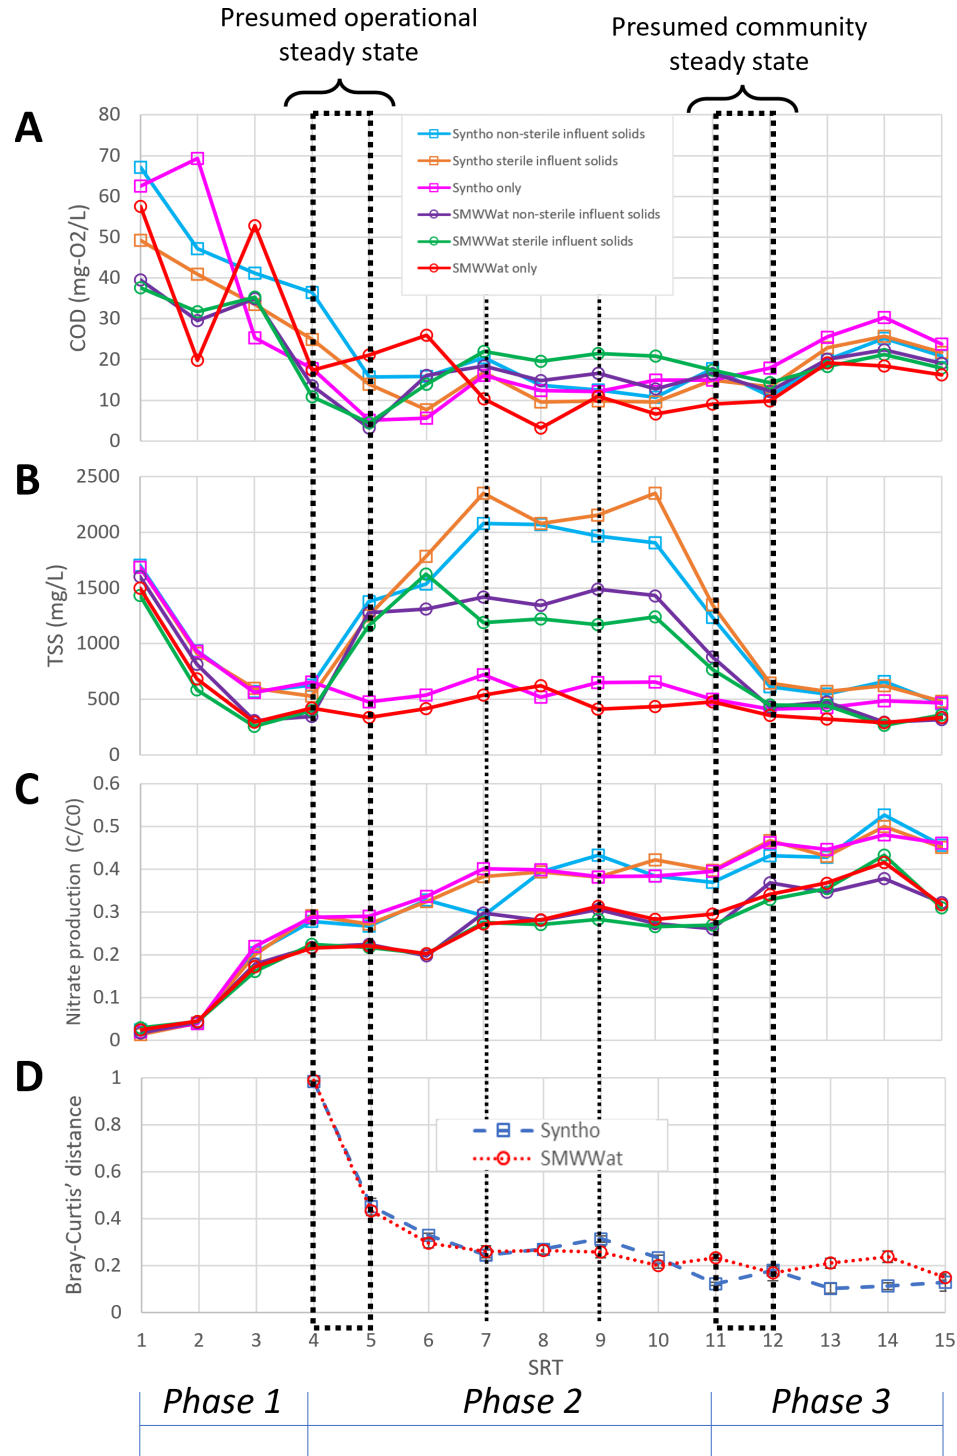 Presumed operational
steady state
Presumed community
steady state
A
80
70
60
50
40
30
20
10
0
COD (mg-O2/L)
Syntho non-sterile influent solids
Syntho sterile influent solids
Syntho only
SMWWat non-sterile influent solids
SMWWat sterile influent solids
SMWWat only
B
2500
2000
1500
1000
500
0
TSS (mg/L)
C
0.6
0.5
0.4
0.3
0.2
0.1
0
Nitrate production (C/C0)
D
1
0.8
0.6
0.4
0.2
0
Bray-Curtis' distance
Syntho
SMWWat
1 2 3 4 5 6 7 8 9 10 11 12 13 14 15
SRT
Phase 1 Phase 2 Phase 3